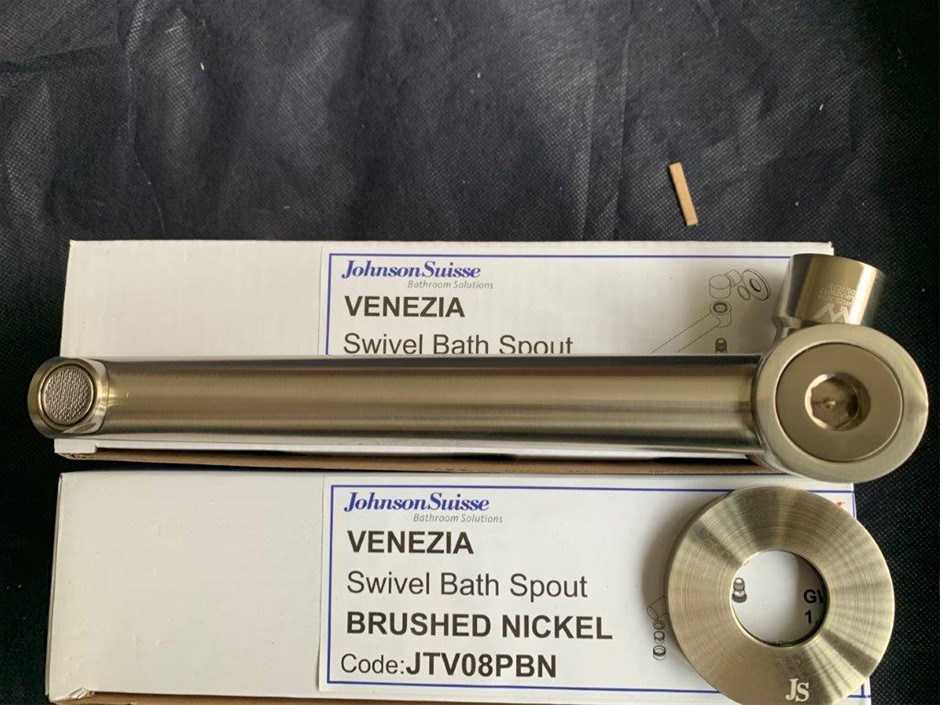 JohnsonSuisse
Bathroom Solutions
VENEZIA
Swivel Bath Spout
JohnsonSuisse
Bathroom Solutions
VENEZIA
Swivel Bath Spout
BRUSHED NICKEL
Code:JTV08PBN
1
JS